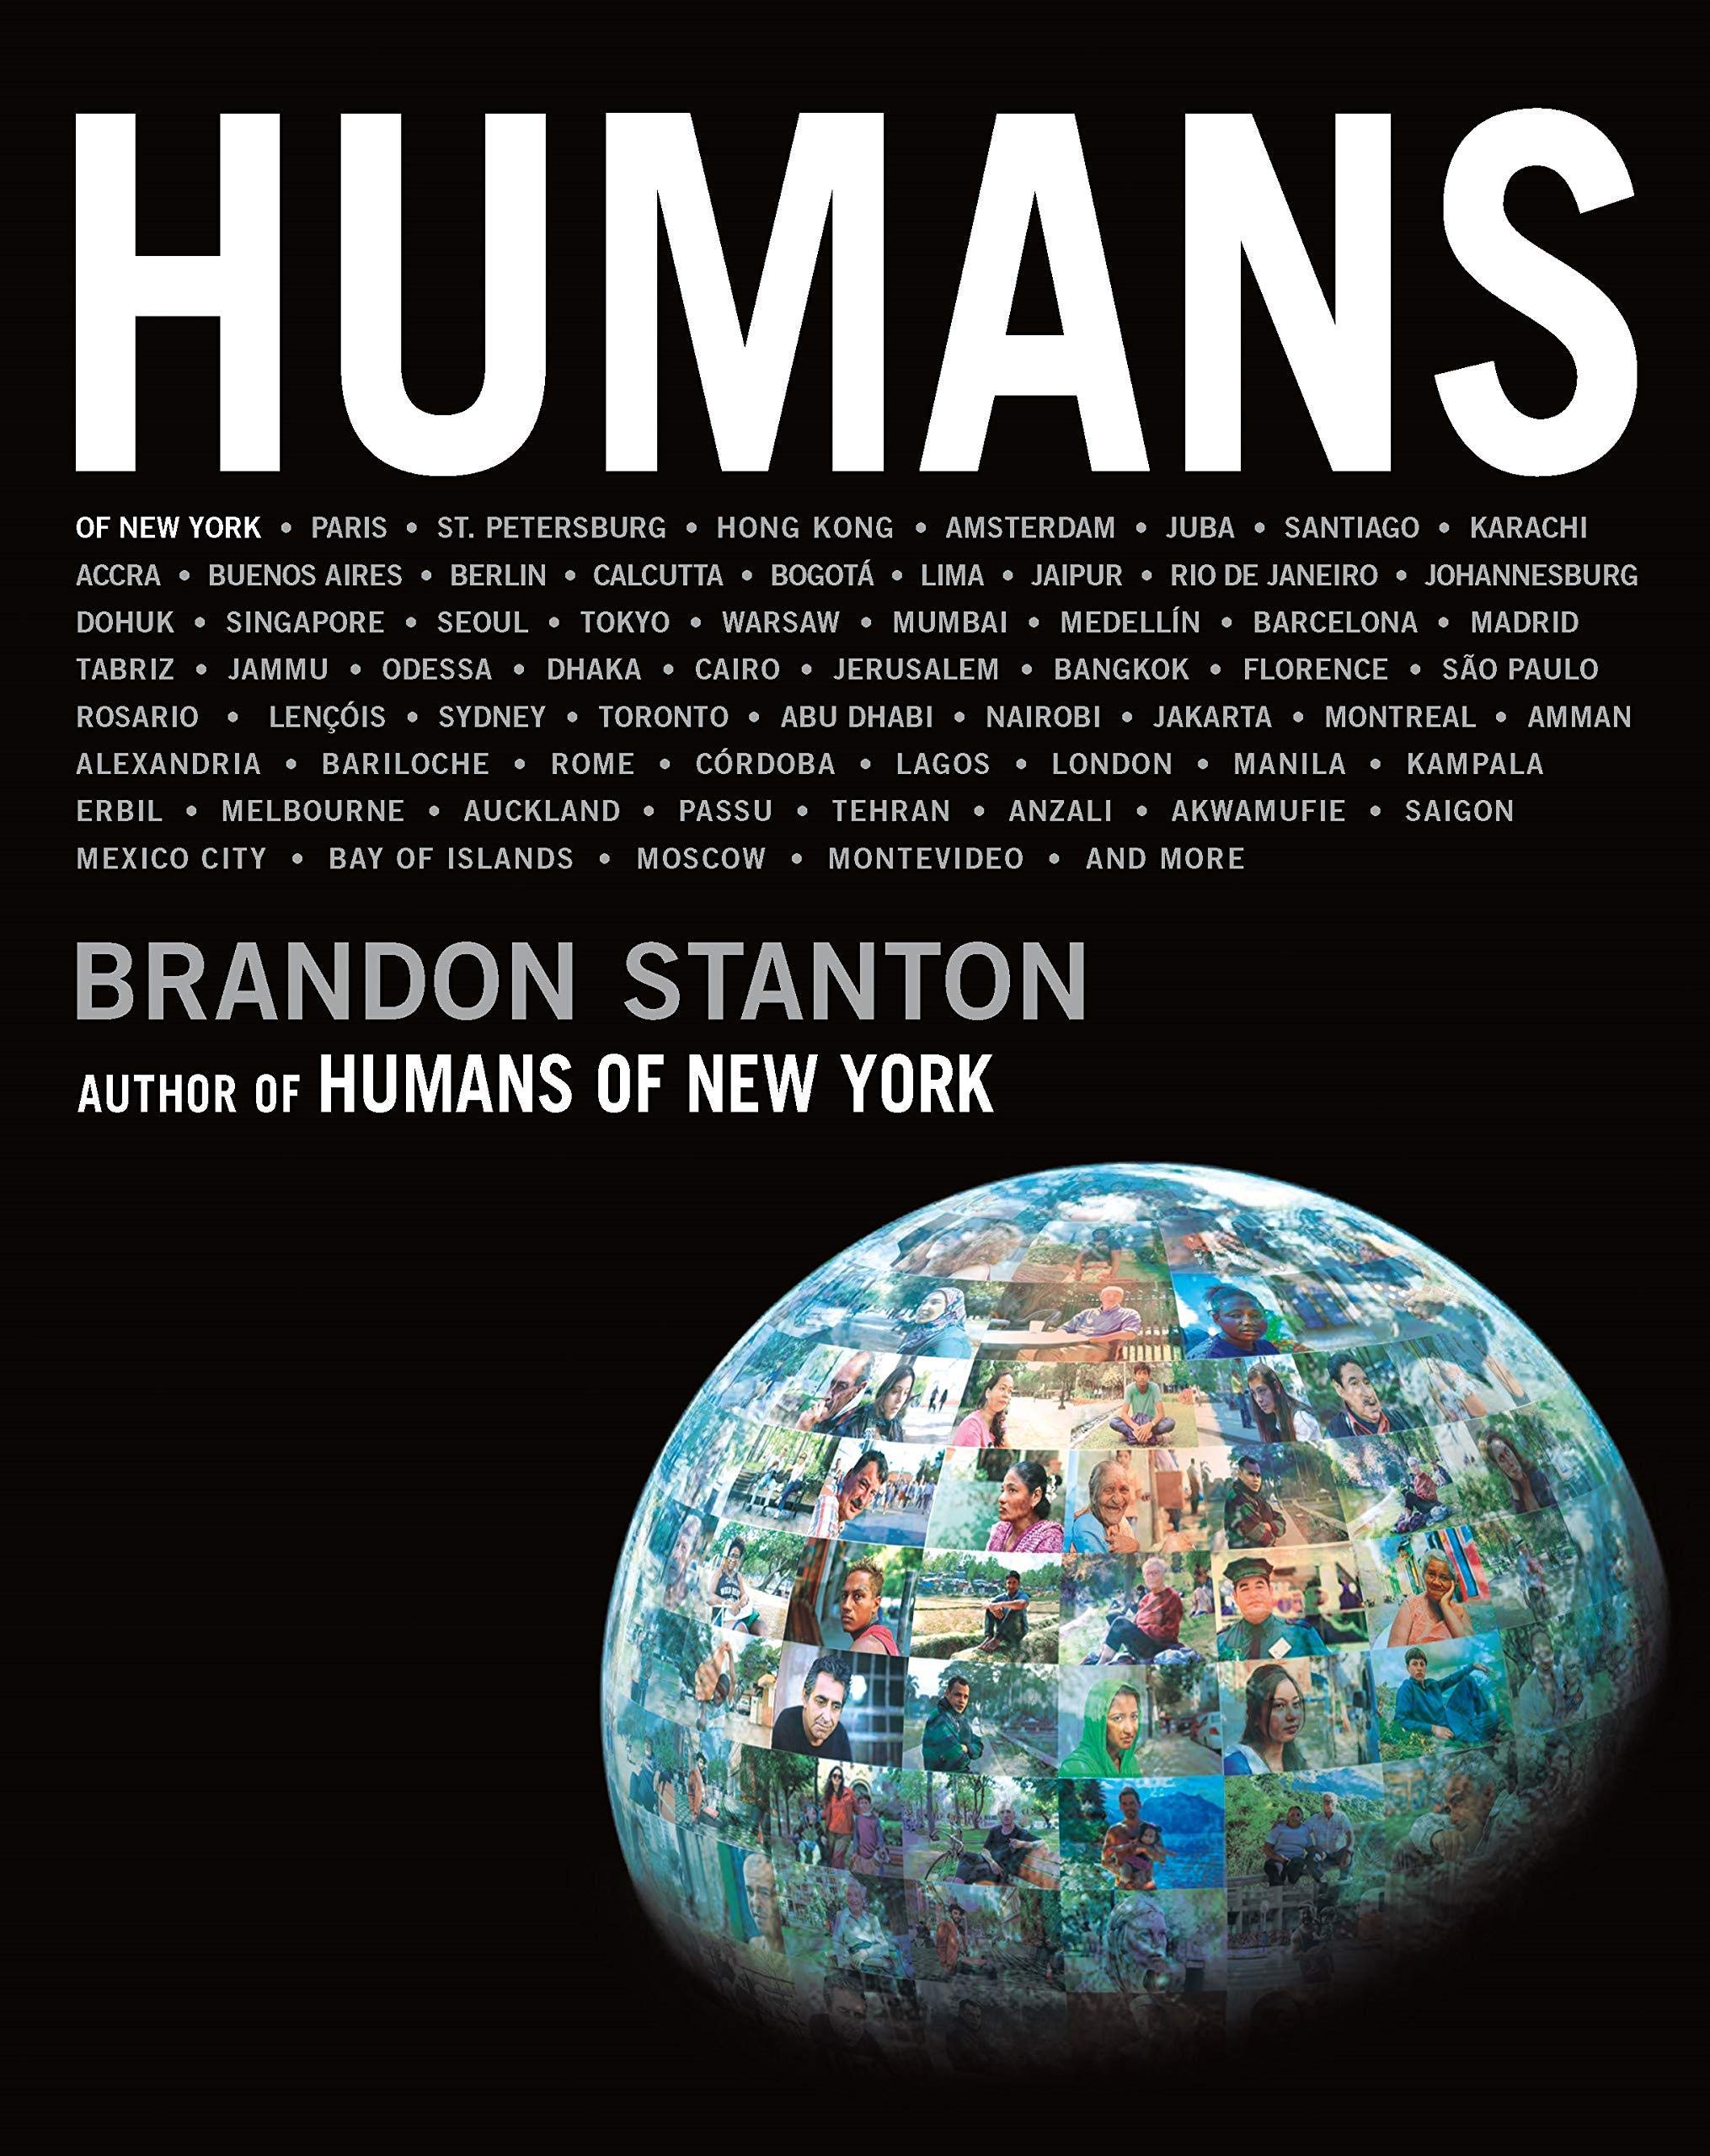 HUMANS
OF NEW YORK • PARIS • ST. PETERSBURG • HONG KONG • AMSTERDAM • JUBA • SANTIAGO • KARACHI
ACCRA • BUENOS AIRES • BERLIN • CALCUTTA • BOGOTÁ • LIMA • JAIPUR • RIO DE JANEIRO • JOHANNESBURG
DOHUK • SINGAPORE • SEOUL • TOKYO • WARSAW • MUMBAI • MEDELLÍN • BARCELONA • MADRID
TABRIZ • JAMMU • ODESSA • DHAKA • CAIRO • JERUSALEM • BANGKOK • FLORENCE • SÃO PAULO
ROSARIO • LENÇÓIS • SYDNEY • TORONTO • ABU DHABI • NAIROBI • JAKARTA • MONTREAL • AMMAN
ALEXANDRIA • BARILOCHE • ROME • CÓRDOBA • LAGOS • LONDON • MANILA • KAMPALA
ERBIL • MELBOURNE • AUCKLAND • PASSU • TEHRAN • ANZALI • AKWAMUFIE • SAIGON
MEXICO CITY • BAY OF ISLANDS • MOSCOW • MONTEVIDEO • AND MORE
BRANDON STANTON
AUTHOR OF HUMANS OF NEW YORK